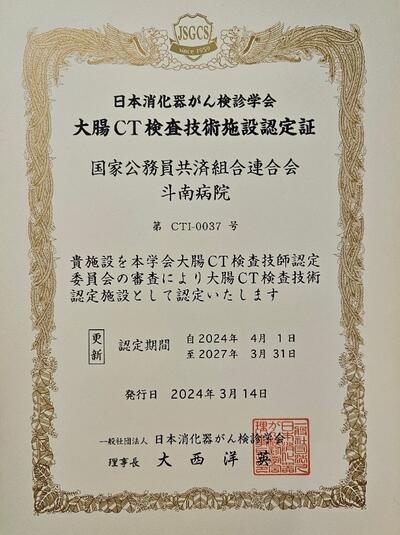 JSGCS
since 1959
日本消化器がん検診学会
大腸CT検査技術施設認定証
国家公務員共済組合連合会
斗南病院
第 CTI-0037 号
貴施設を本学会大腸CT検査技師認定
委員会の審査により大腸CT検査技術
認定施設として認定いたします
更新 認定期間 自2024年 4月 1日
至2027年 3月31日
発行日 2024年3月14日
一般社団法人 日本消化器がん検診学会
理事長 大西洋英